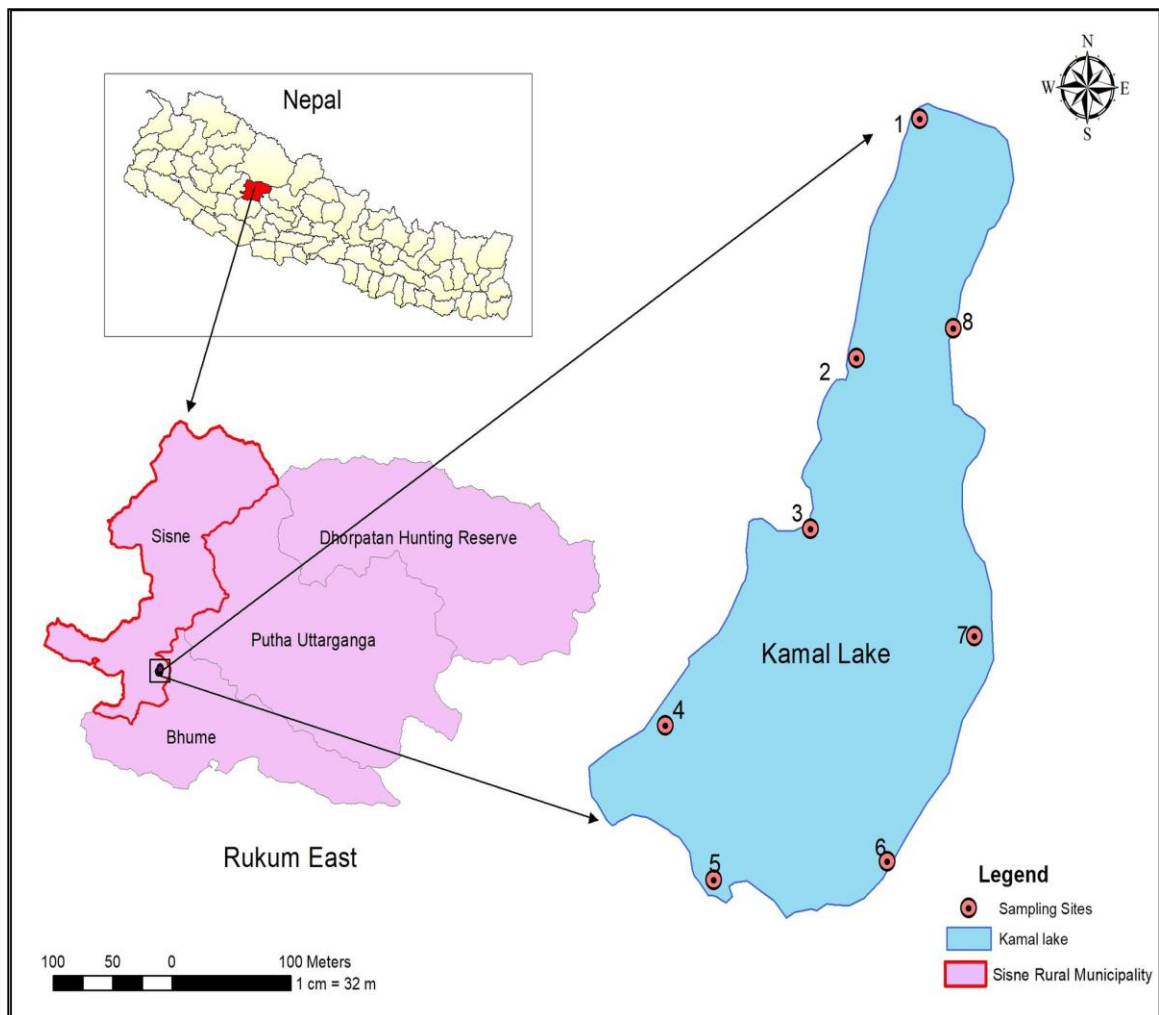 Nepal
N
W E
S
1
8
2
3
Sisne
Dhorpatan Hunting Reserve
Putha Uttarganga
7
Kamal Lake
4
Bhume
6
5
Rukum East
Legend
Sampling Sites
Kamal lake
Sisne Rural Municipality
100 50 0 100 Meters
1 cm = 32 m